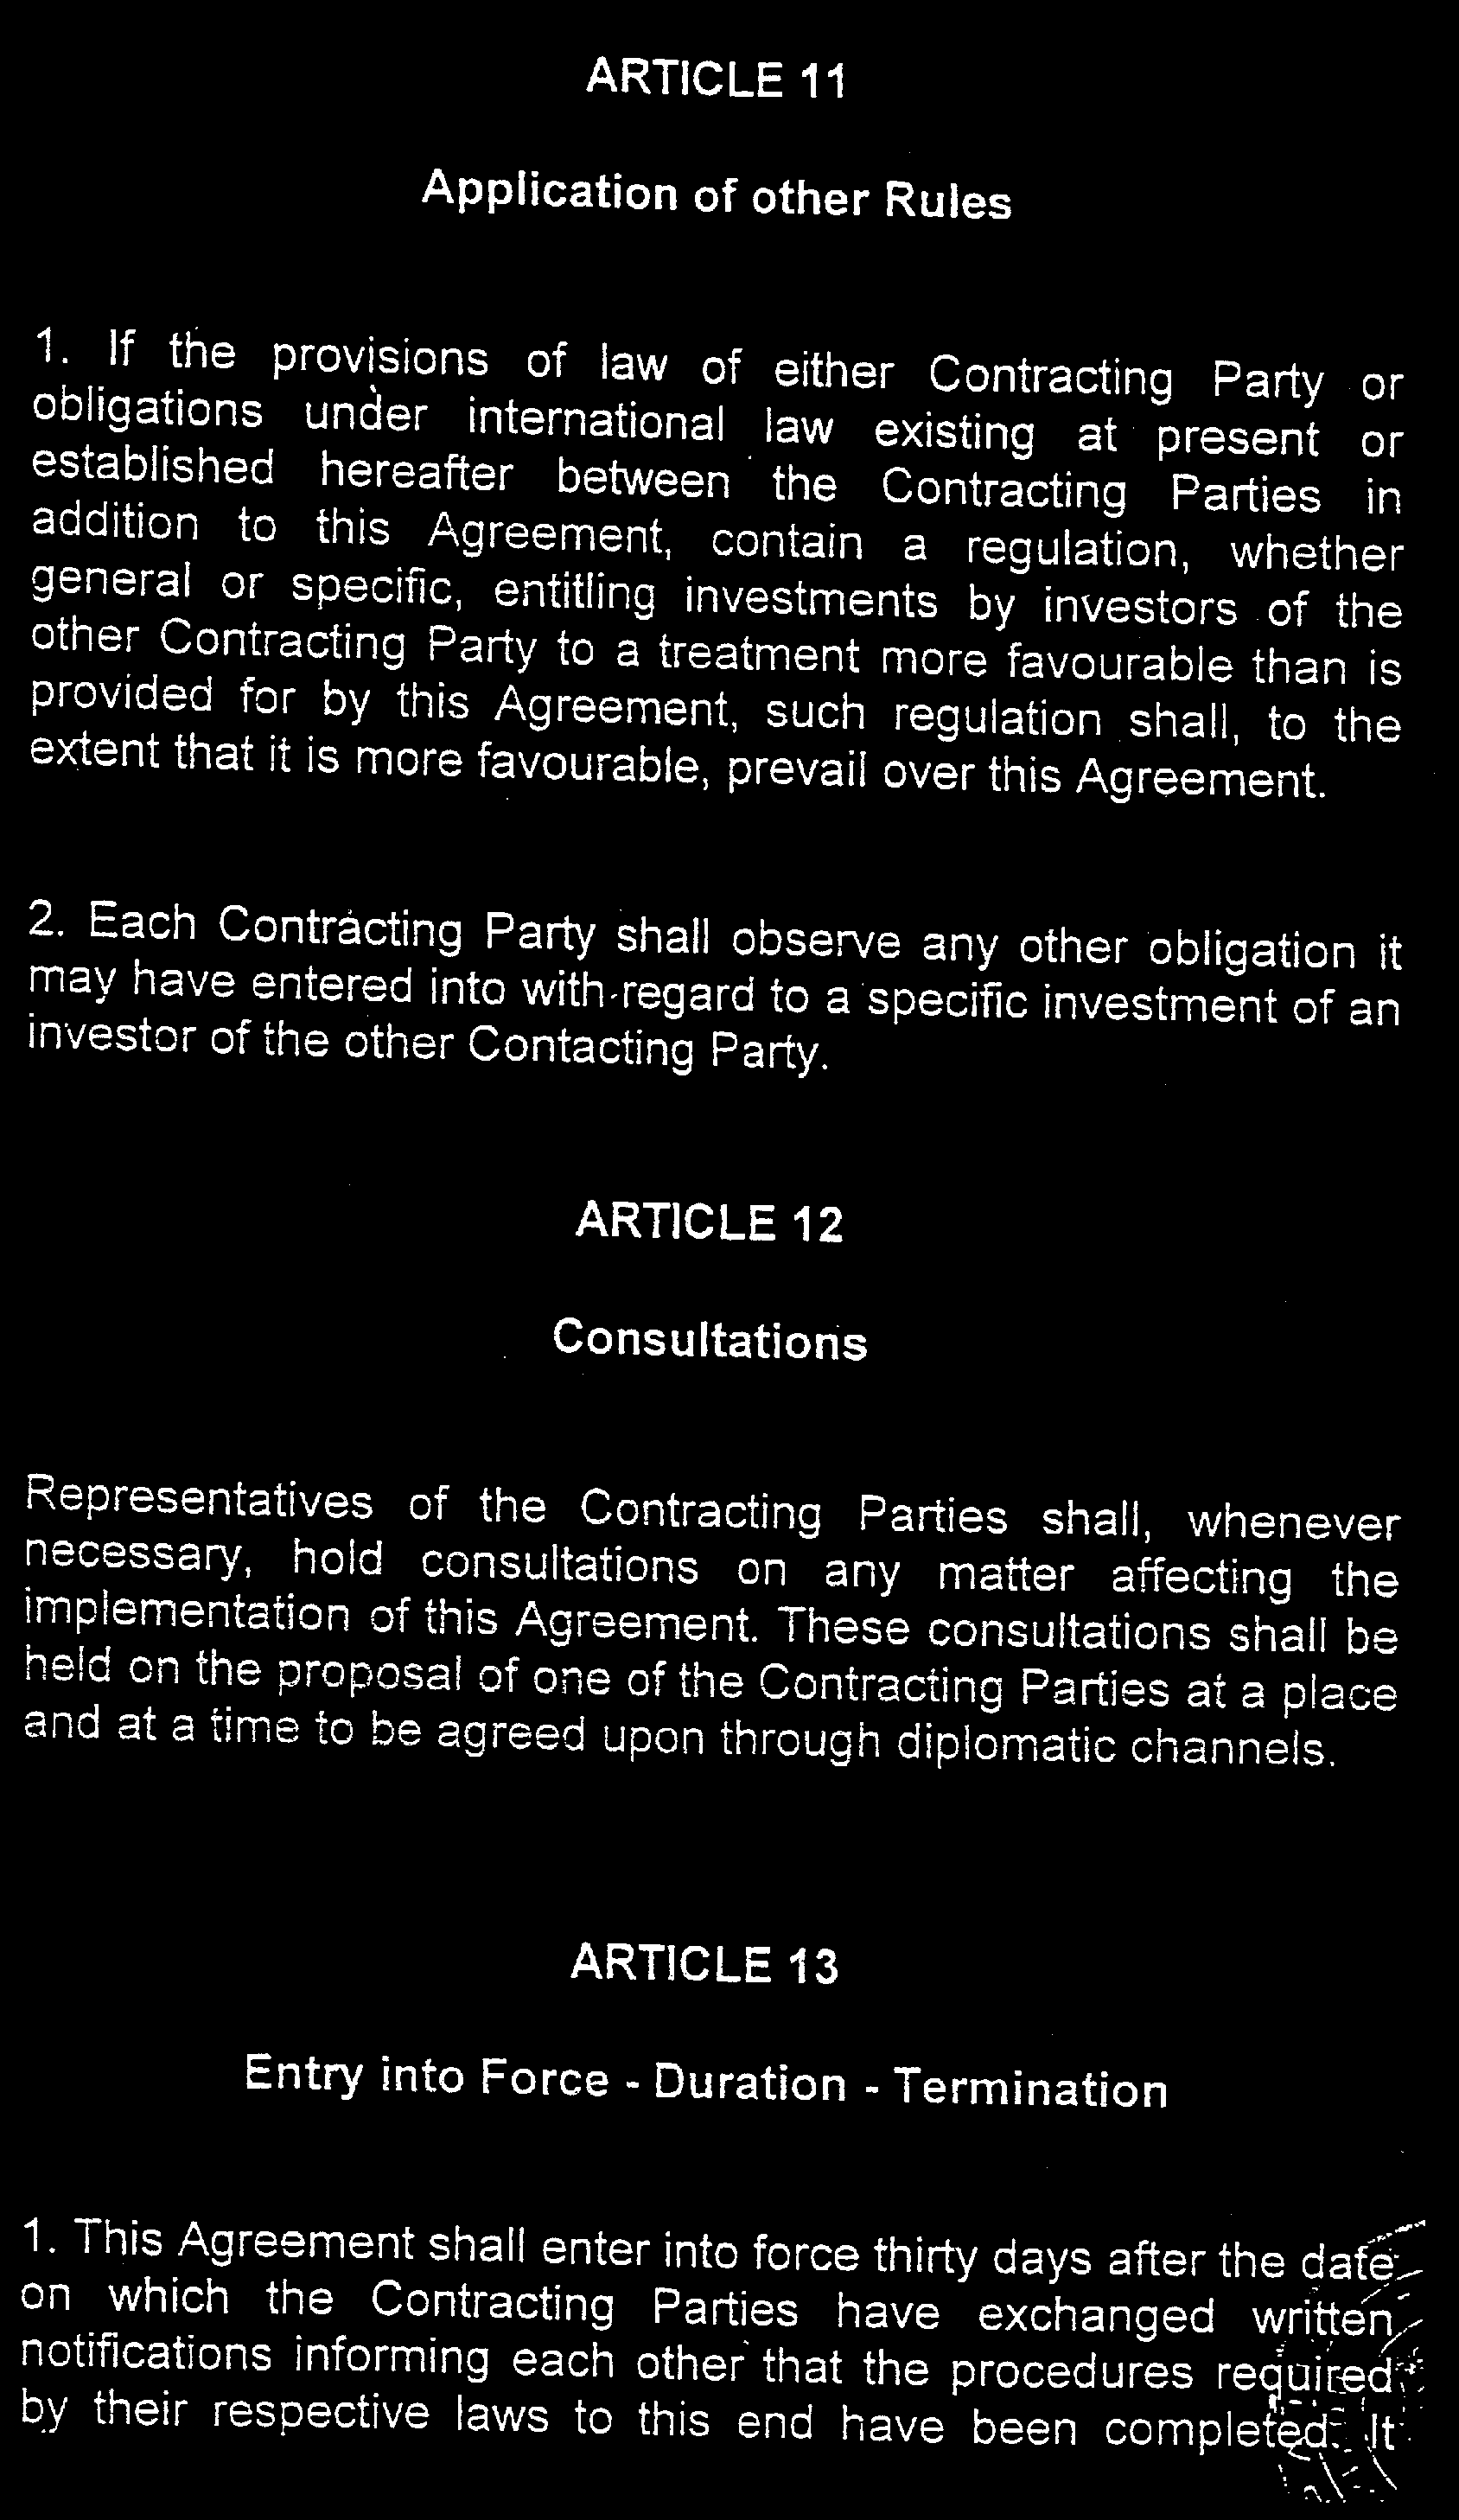 ARTICLE 11
Application of other Rules
1. If the provisions of law of either Contracting Party or
obligations under international law existing at present or
established hereafter between the Contracting Parties in
addition to this Agreement, contain a regulation, whether
general or specific, entitling investments by investors of the
other Contracting Party to a treatment more favourable than is
provided for by this Agreement, such regulation shall, to the
extent that it is more favourable, prevail over this Agreement.
2. Each Contracting Party shall observe any other obligation it
may have entered into with regard to a specific investment of an
investor of the other Contacting Party.
ARTICLE 12
Consultations
Representatives of the Contracting Parties shall, whenever
necessary, hold consultations on any matter affecting the
implementation of this Agreement. These consultations shall be
held on the proposal of one of the Contracting Parties at a place
and at a time to be agreed upon through diplomatic channels.
ARTICLE 13
Entry into Force - Duration - Termination
1. This Agreement shall enter into force thirty days after the date
on which the Contracting Parties have exchanged written
notifications informing each other that the procedures required
by their respective laws to this end have been completed. It